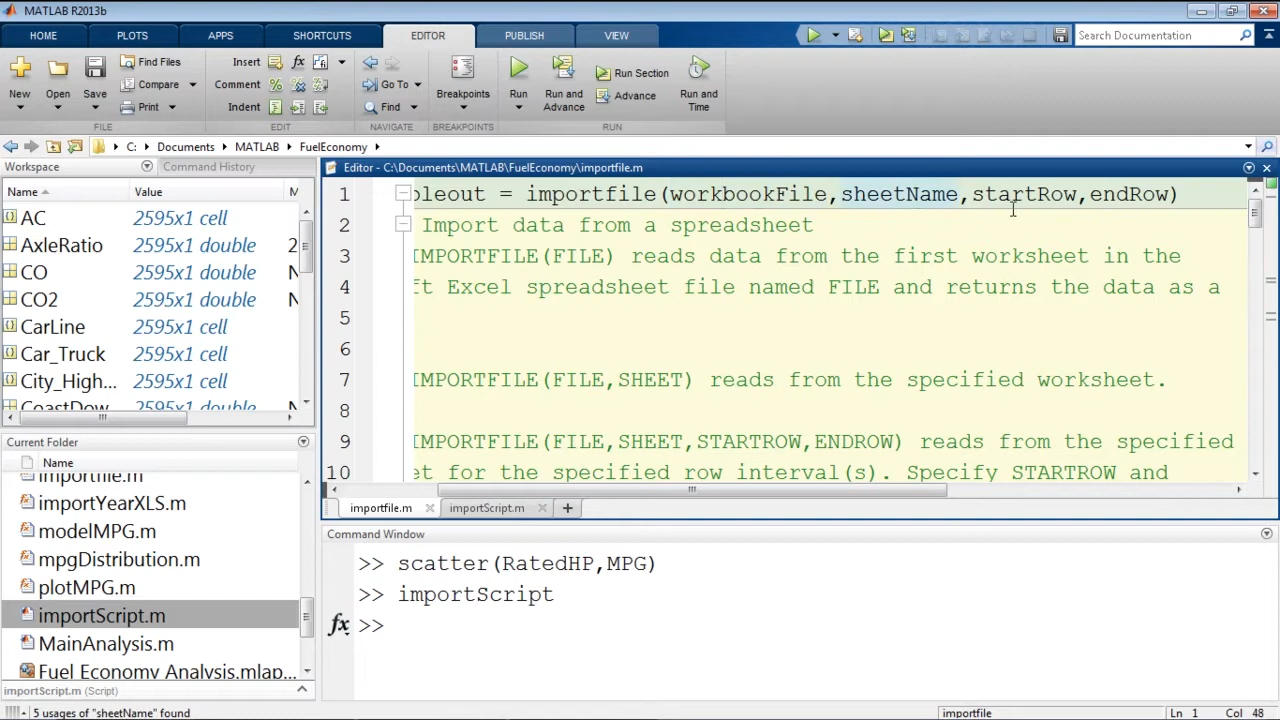 MATLAB R2013b
HOME PLOTS APPS SHORTCUTS EDITOR PUBLISH VIEW Search Documentation
New Open Save Find Files Compare Print
Insert fx Comment Indent
Go To Find
Breakpoints
Run Run and Advance Run Section Advance Run and Time
FILE EDIT NAVIGATE BREAKPOINTS RUN
C: Documents MATLAB FuelEconomy
Workspace Command History
Name Value M
AC 2595x1 cell
AxleRatio 2595x1 double 2
CO 2595x1 double N
CO2 2595x1 double N
CarLine 2595x1 cell
Car_Truck 2595x1 cell
City_High... 2595x1 cell
CoastDow 2595x1 double N
Current Folder
Name
importfile.m
importYearXLS.m
modelMPG.m
mpgDistribution.m
plotMPG.m
importScript.m
MainAnalysis.m
Fuel Economy Analysis.mlap...
importScript.m (Script)
Editor - C:\Documents\MATLAB\FuelEconomy\importfile.m
1 bleout = importfile(workbookFile,sheetName,startRow,endRow)
2 Import data from a spreadsheet
3 IMPORTFILE(FILE) reads data from the first worksheet in the
4 ft Excel spreadsheet file named FILE and returns the data as a
5
6
7 IMPORTFILE(FILE,SHEET) reads from the specified worksheet.
8
9 IMPORTFILE(FILE,SHEET,STARTROW,ENDROW) reads from the specified
10 et for the specified row interval(s). Specify STARTROW and
importfile.m importScript.m
Command Window
>> scatter(RatedHP,MPG)
>> importScript
fx >>
5 usages of "sheetName" found importfile Ln 1 Col 48